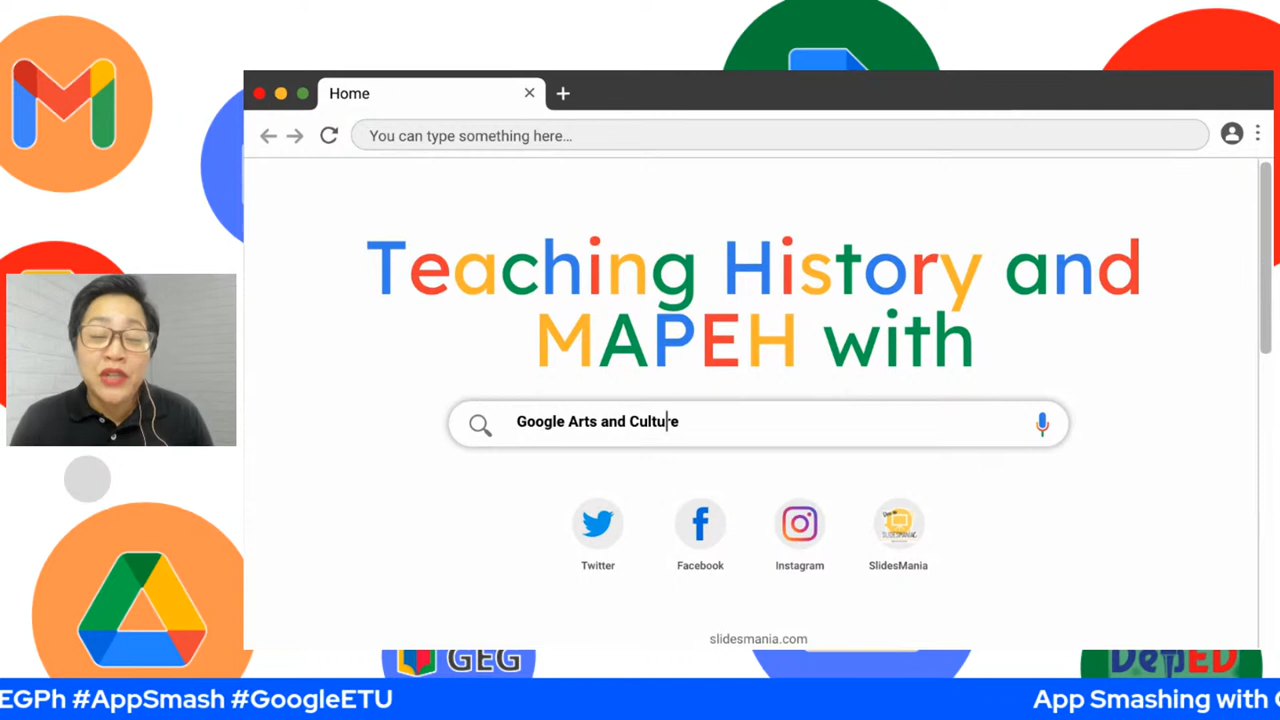 Home
You can type something here...
Teaching History and
MAPEH with
Google Arts and Culture
Twitter
Facebook
Instagram
SlidesMania
slidesmania.com
GEG
DepED
EGPh #AppSmash #GoogleETU
App Smashing with